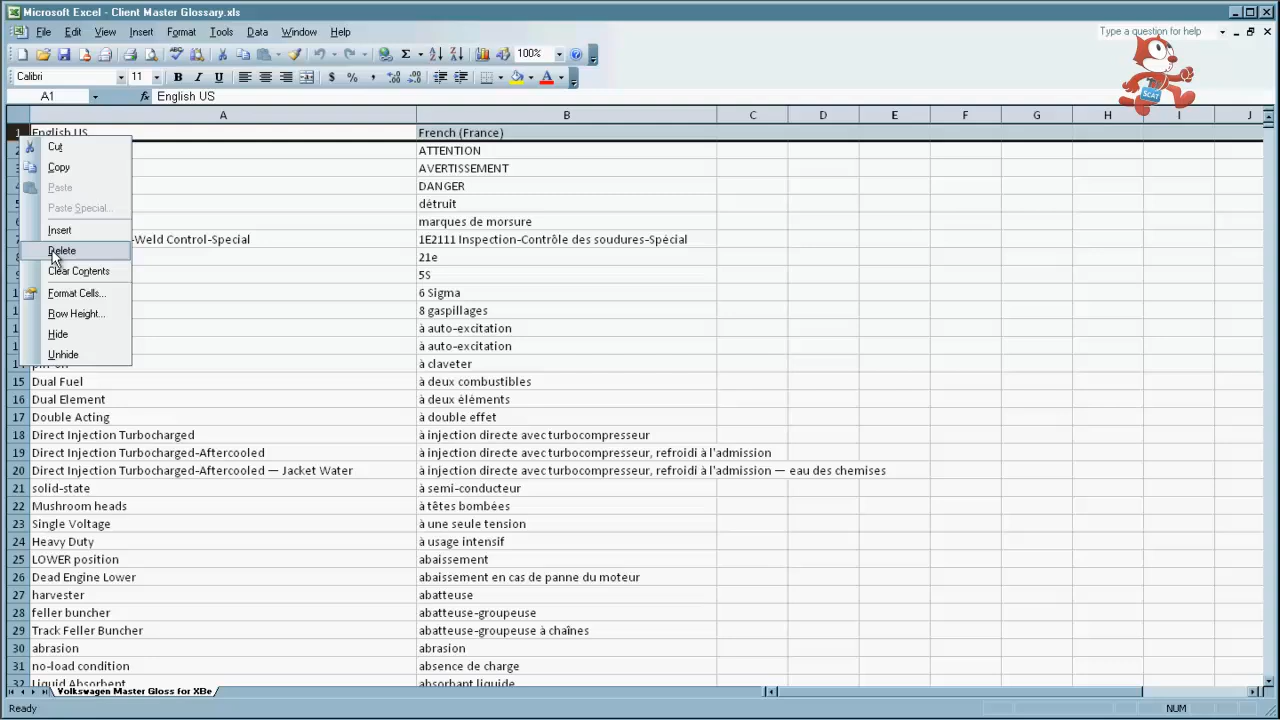 Microsoft Excel - Client Master Glossary.xls
File Edit View Insert Format Tools Data Window Help
Type a question for help
100%
Calibri 11 B I U $ % ,
A1 fx English US
A B C D E F G H I J
1 English US French (France)
ATTENTION
AVERTISSEMENT
DANGER
détruit
marques de morsure
-Weld Control-Special 1E2111 Inspection-Contrôle des soudures-Spécial
21e
5S
6 Sigma
8 gaspillages
à auto-excitation
à auto-excitation
à claveter
Cut
Copy
Paste
Paste Special...
Insert
Delete
Clear Contents
Format Cells...
Row Height...
Hide
Unhide
15 Dual Fuel à deux combustibles
16 Dual Element à deux éléments
17 Double Acting à double effet
18 Direct Injection Turbocharged à injection directe avec turbocompresseur
19 Direct Injection Turbocharged-Aftercooled à injection directe avec turbocompresseur, refroidi à l'admission
20 Direct Injection Turbocharged-Aftercooled — Jacket Water à injection directe avec turbocompresseur, refroidi à l'admission — eau des chemises
21 solid-state à semi-conducteur
22 Mushroom heads à têtes bombées
23 Single Voltage à une seule tension
24 Heavy Duty à usage intensif
25 LOWER position abaissement
26 Dead Engine Lower abaissement en cas de panne du moteur
27 harvester abatteuse
28 feller buncher abatteuse-groupeuse
29 Track Feller Buncher abatteuse-groupeuse à chaînes
30 abrasion abrasion
31 no-load condition absence de charge
32 Liquid Absorbent absorbant liquide
Volkswagen Master Gloss for XBe
Ready NUM
SCAT